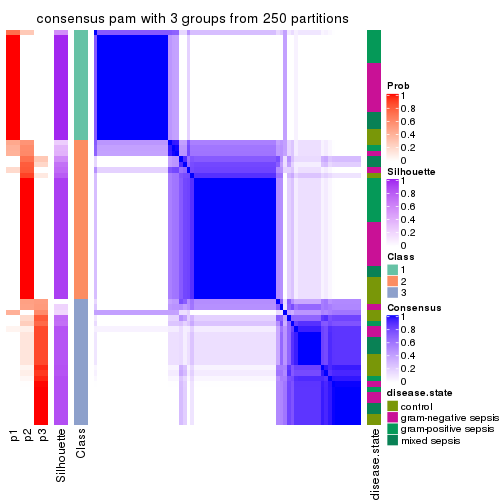 consensus pam with 3 groups from 250 partitions
Prob
1
0.8
0.6
0.4
0.2
0
Silhouette
1
0.8
0.6
0.4
0.2
0
Class
1
2
3
Consensus
1
0.8
0.6
0.4
0.2
0
disease.state
control
gram-negative sepsis
gram-positive sepsis
mixed sepsis
p1
p2
p3
Silhouette
Class
disease.state